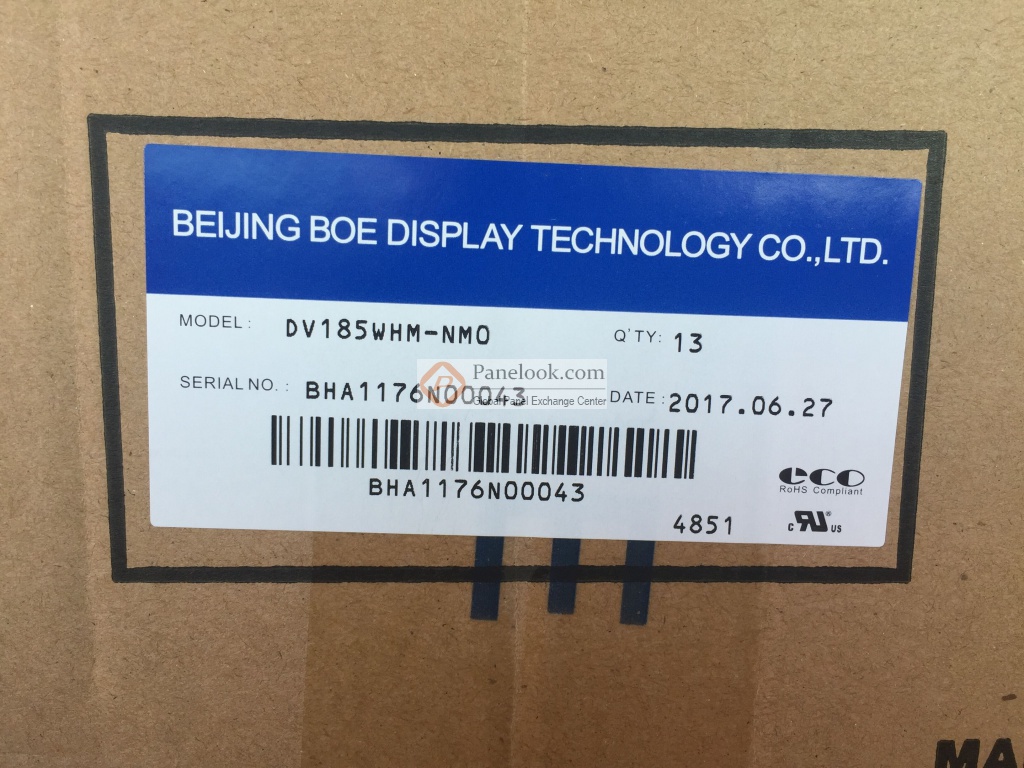 BEIJING BOE DISPLAY TECHNOLOGY CO.,LTD.
MODEL: DV185WHM-NM0 Q'TY: 13
SERIAL NO. : BHA1176N00043 DATE : 2017.06.27
Panelook.com
Global Panel Exchange Center
BHA1176N00043
eco
RoHS Compliant
4851
c RU ® US